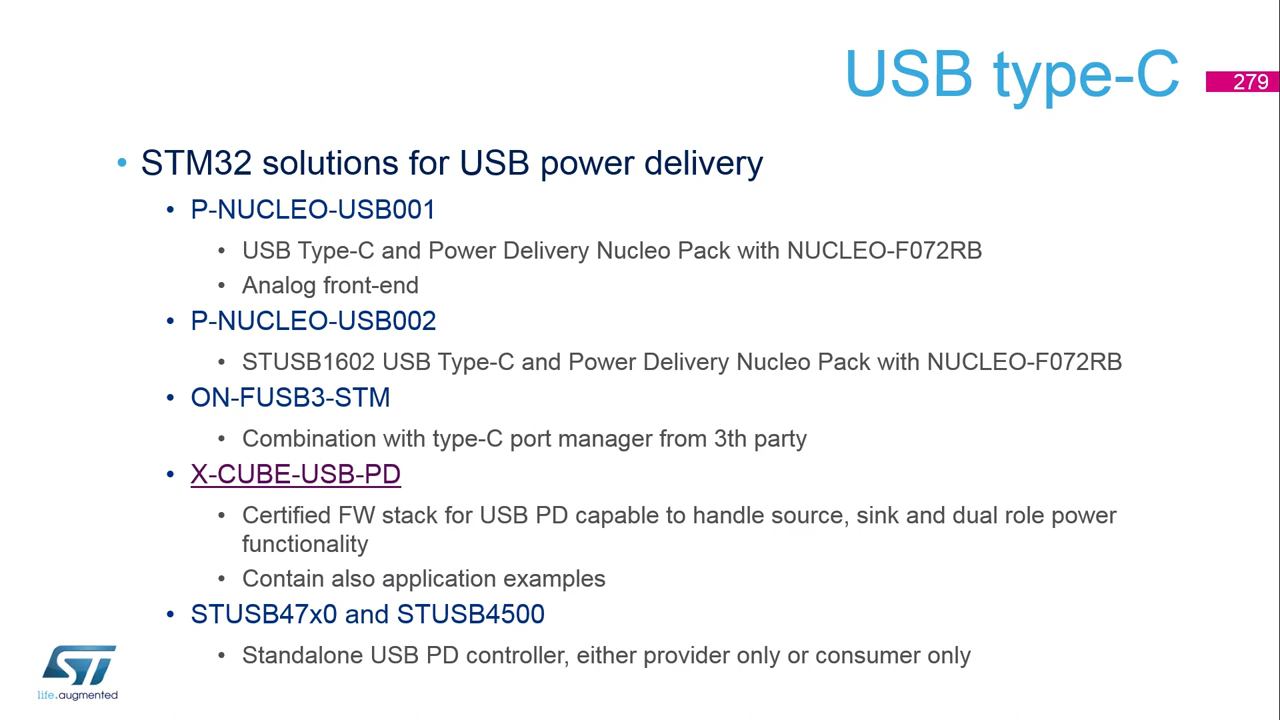 USB type-C
279
• STM32 solutions for USB power delivery
• P-NUCLEO-USB001
• USB Type-C and Power Delivery Nucleo Pack with NUCLEO-F072RB
• Analog front-end
• P-NUCLEO-USB002
• STUSB1602 USB Type-C and Power Delivery Nucleo Pack with NUCLEO-F072RB
• ON-FUSB3-STM
• Combination with type-C port manager from 3th party
• X-CUBE-USB-PD
• Certified FW stack for USB PD capable to handle source, sink and dual role power
functionality
• Contain also application examples
• STUSB47x0 and STUSB4500
• Standalone USB PD controller, either provider only or consumer only
ST
life.augmented